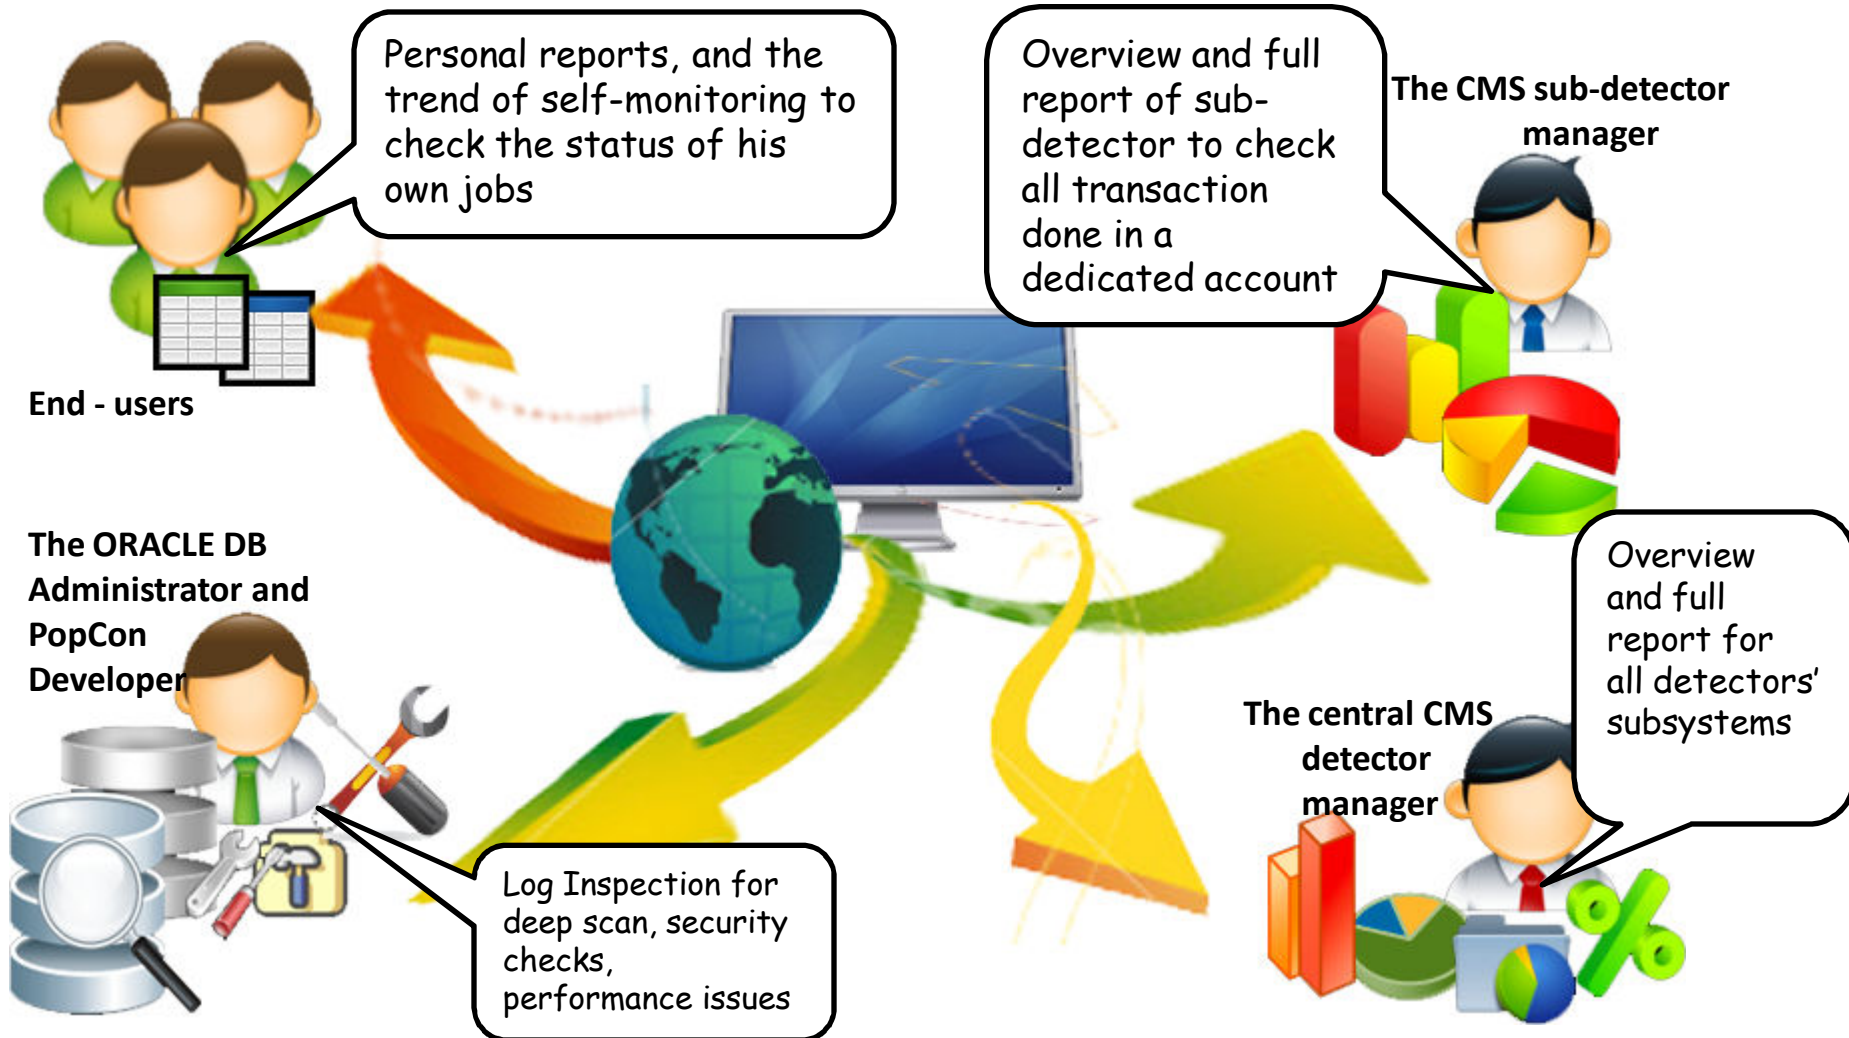 Personal reports, and the
trend of self-monitoring to
check the status of his
own jobs
Overview and full
report of sub-
detector to check
all transaction
done in a
dedicated account
The CMS sub-detector
manager
End - users
The ORACLE DB
Administrator and
PopCon
Developer
Overview
and full
report for
all detectors’
subsystems
The central CMS
detector
manager
Log Inspection for
deep scan, security
checks,
performance issues
%